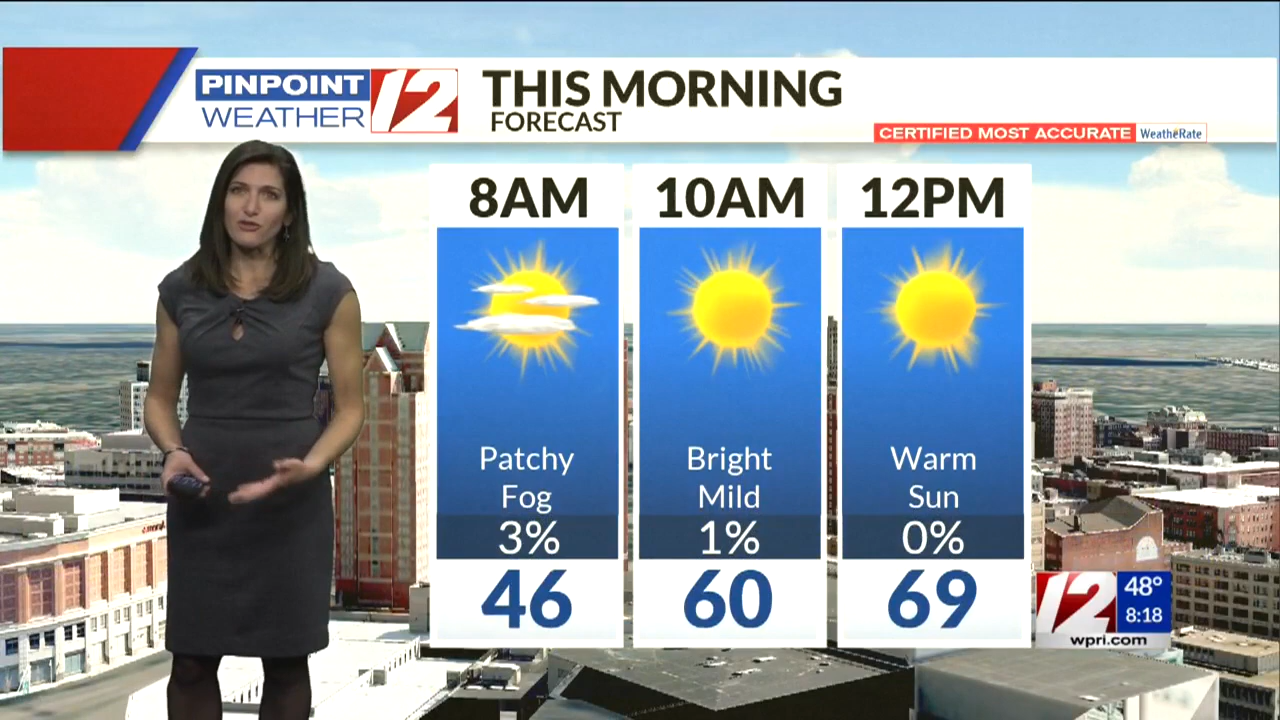 PINPOINT
WEATHER 12
THIS MORNING
FORECAST
CERTIFIED MOST ACCURATE WeatheRate
8AM
Patchy
Fog
3%
46
10AM
Bright
Mild
1%
60
12PM
Warm
Sun
0%
69
12
48°
8:18
wpri.com